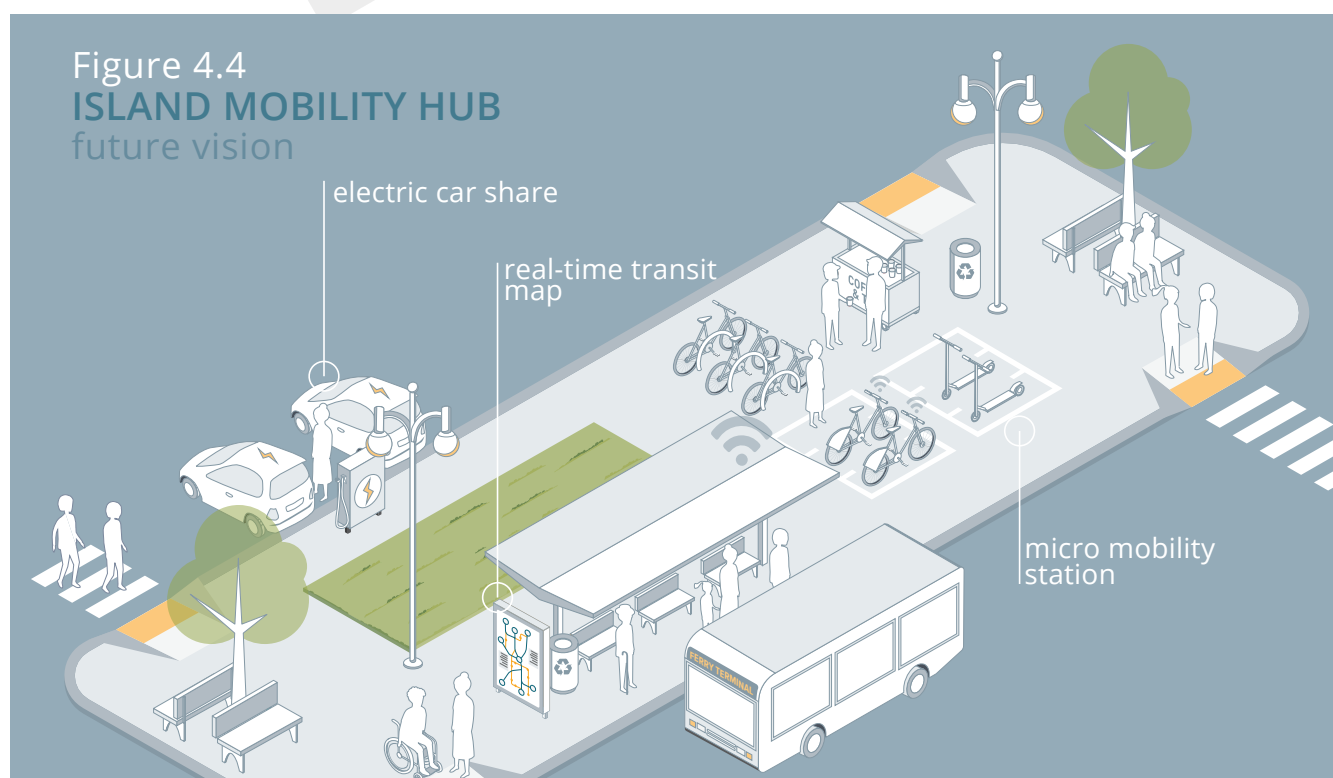 Figure 4.4
ISLAND MOBILITY HUB
future vision
electric car share
real-time transit
map
micro mobility
station
FERRY TERMINAL